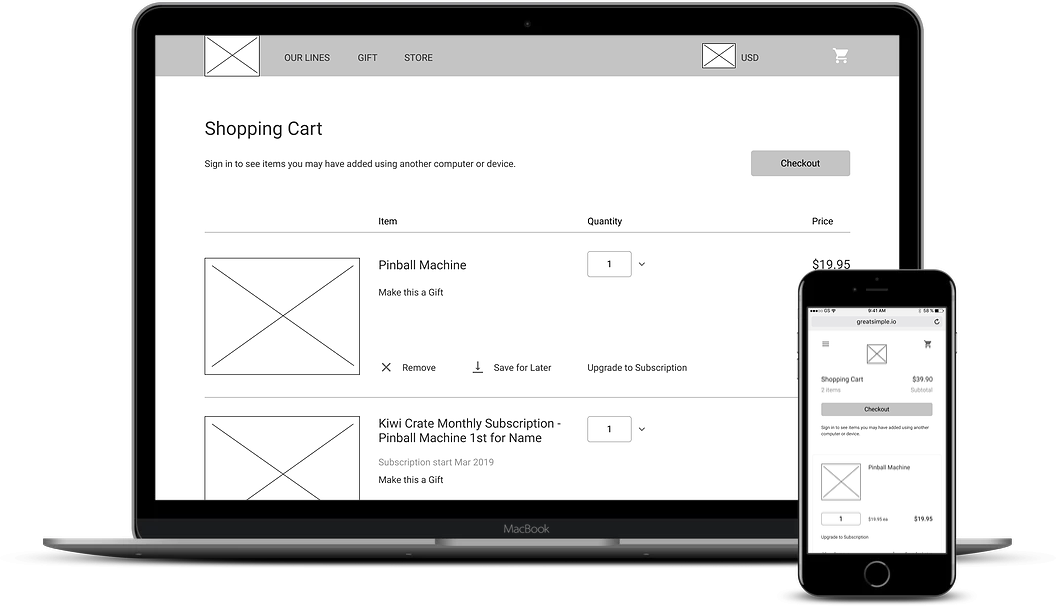 OUR LINES
GIFT
STORE
USD
Shopping Cart
Sign in to see items you may have added using another computer or device.
Checkout
Item
Quantity
Price
Pinball Machine
1
$19.95
Make this a Gift
Remove
Save for Later
Upgrade to Subscription
Kiwi Crate Monthly Subscription -
Pinball Machine 1st for Name
1
Subscription start Mar 2019
Make this a Gift
MacBook
GS
9:41 AM
58 %
greatsimple.io
Shopping Cart
$39.90
2 items
Subtotal
Checkout
Sign in to see items you may have added using another
computer or device.
Pinball Machine
1
$19.95 ea
$19.95
Upgrade to Subscription